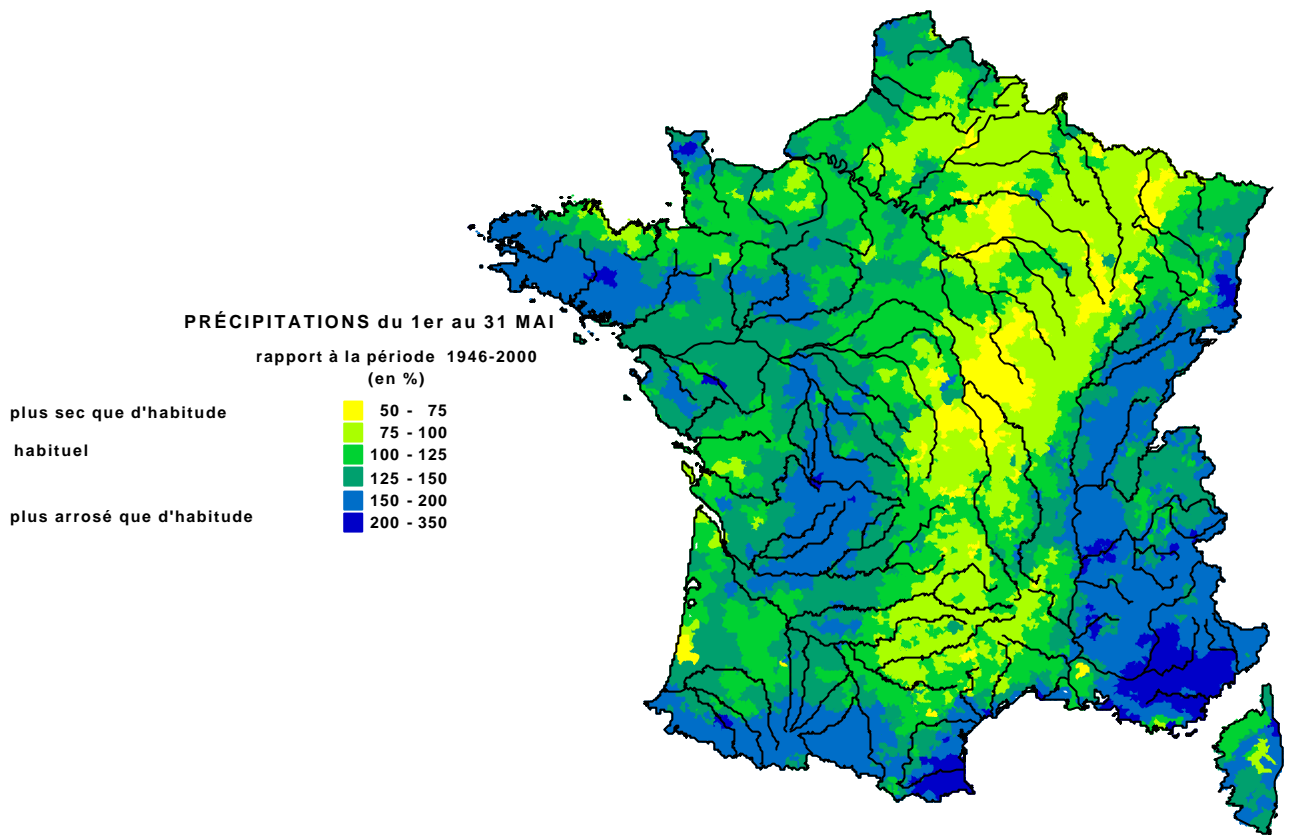 PRÉCIPITATIONS du 1er au 31 MAI
rapport à la période 1946-2000
(en %)
plus sec que d'habitude
habituel
plus arrosé que d'habitude
50 - 75
75 - 100
100 - 125
125 - 150
150 - 200
200 - 350